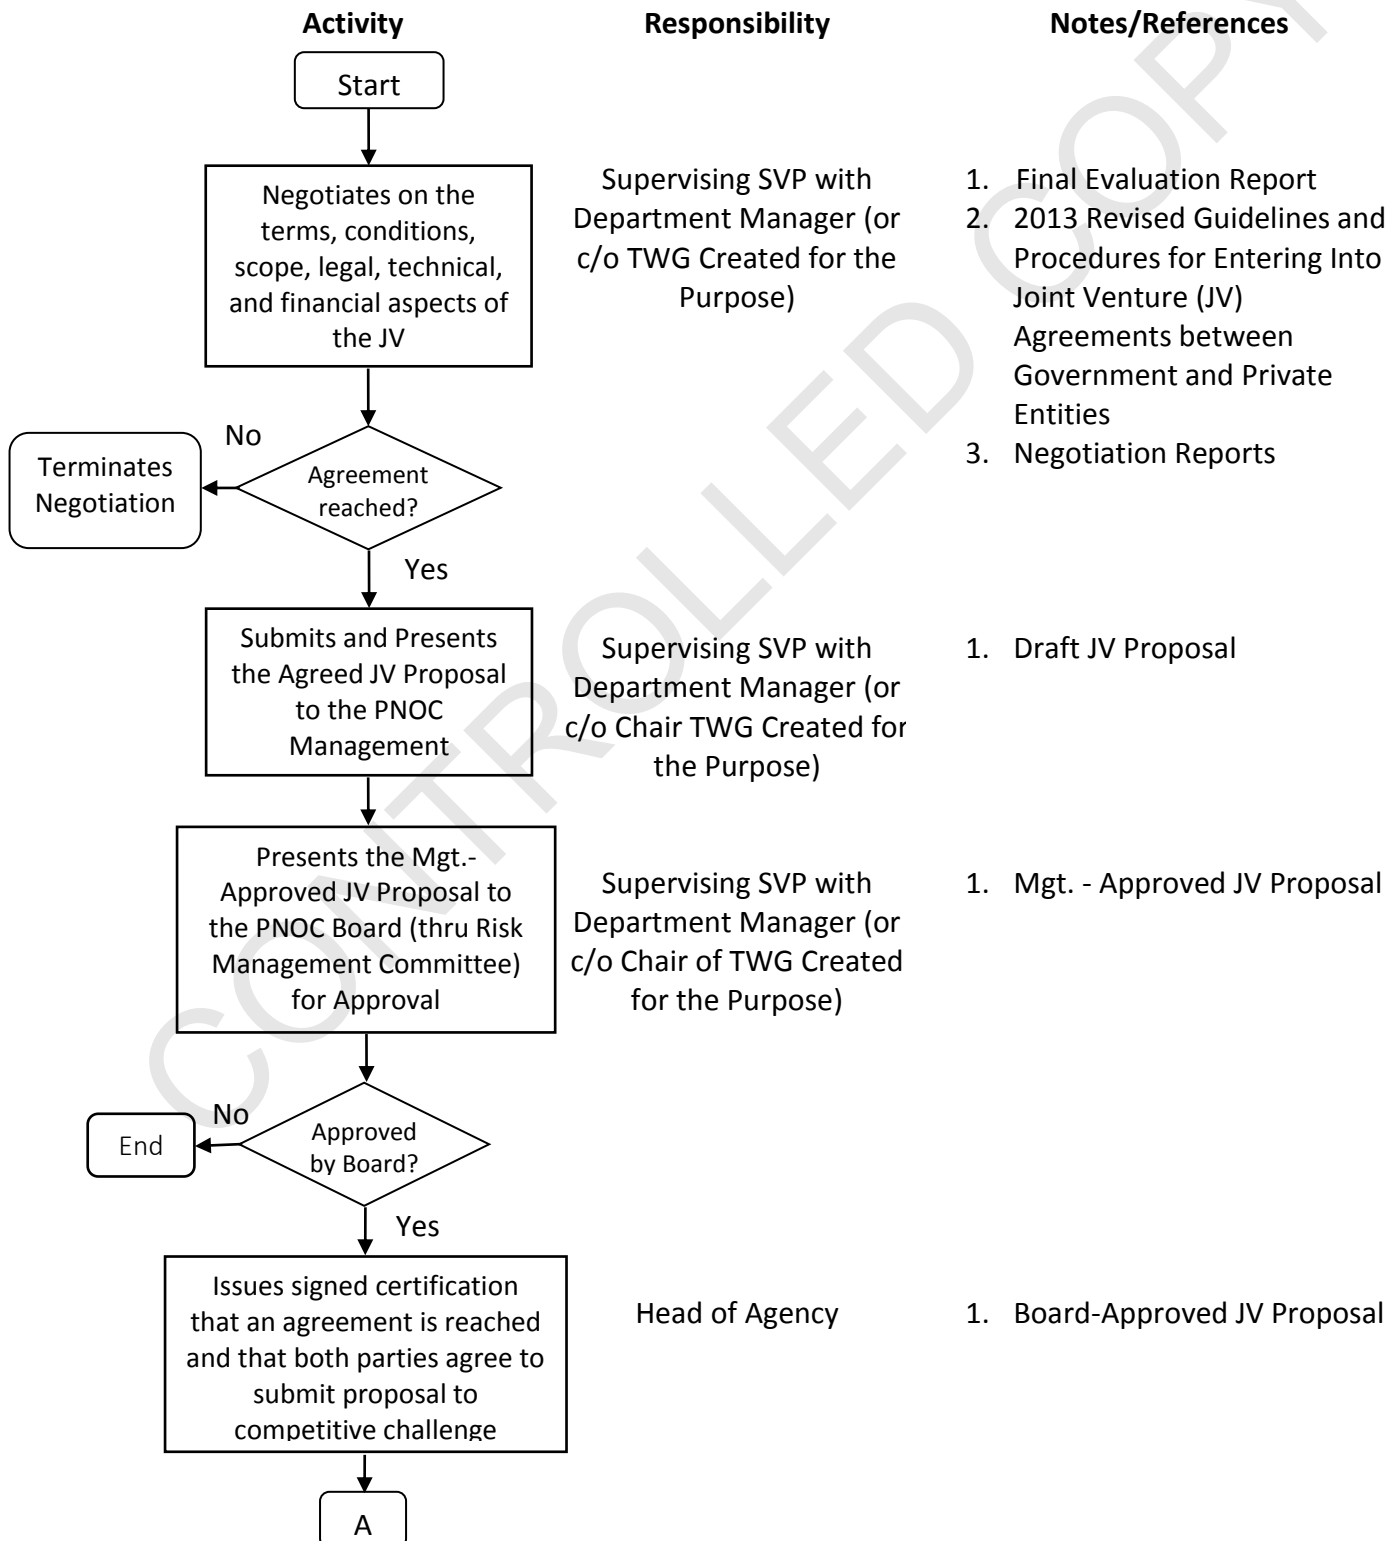 Activity
Responsibility
Notes/References
Start
Negotiates on the
terms, conditions,
scope, legal, technical,
and financial aspects of
the JV
Supervising SVP with
Department Manager (or
c/o TWG Created for the
Purpose)
1. Final Evaluation Report
2. 2013 Revised Guidelines and
Procedures for Entering Into
Joint Venture (JV)
Agreements between
Government and Private
Entities
3. Negotiation Reports
No
Terminates
Negotiation
Agreement
reached?
Yes
Submits and Presents
the Agreed JV Proposal
to the PNOC
Management
Supervising SVP with
Department Manager (or
c/o Chair TWG Created for
the Purpose)
1. Draft JV Proposal
Presents the Mgt.-
Approved JV Proposal to
the PNOC Board (thru Risk
Management Committee)
for Approval
Supervising SVP with
Department Manager (or
c/o Chair of TWG Created
for the Purpose)
1. Mgt. - Approved JV Proposal
No
End
Approved
by Board?
Yes
Issues signed certification
that an agreement is reached
and that both parties agree to
submit proposal to
competitive challenge
Head of Agency
1. Board-Approved JV Proposal
A
CONTROLLED COPY